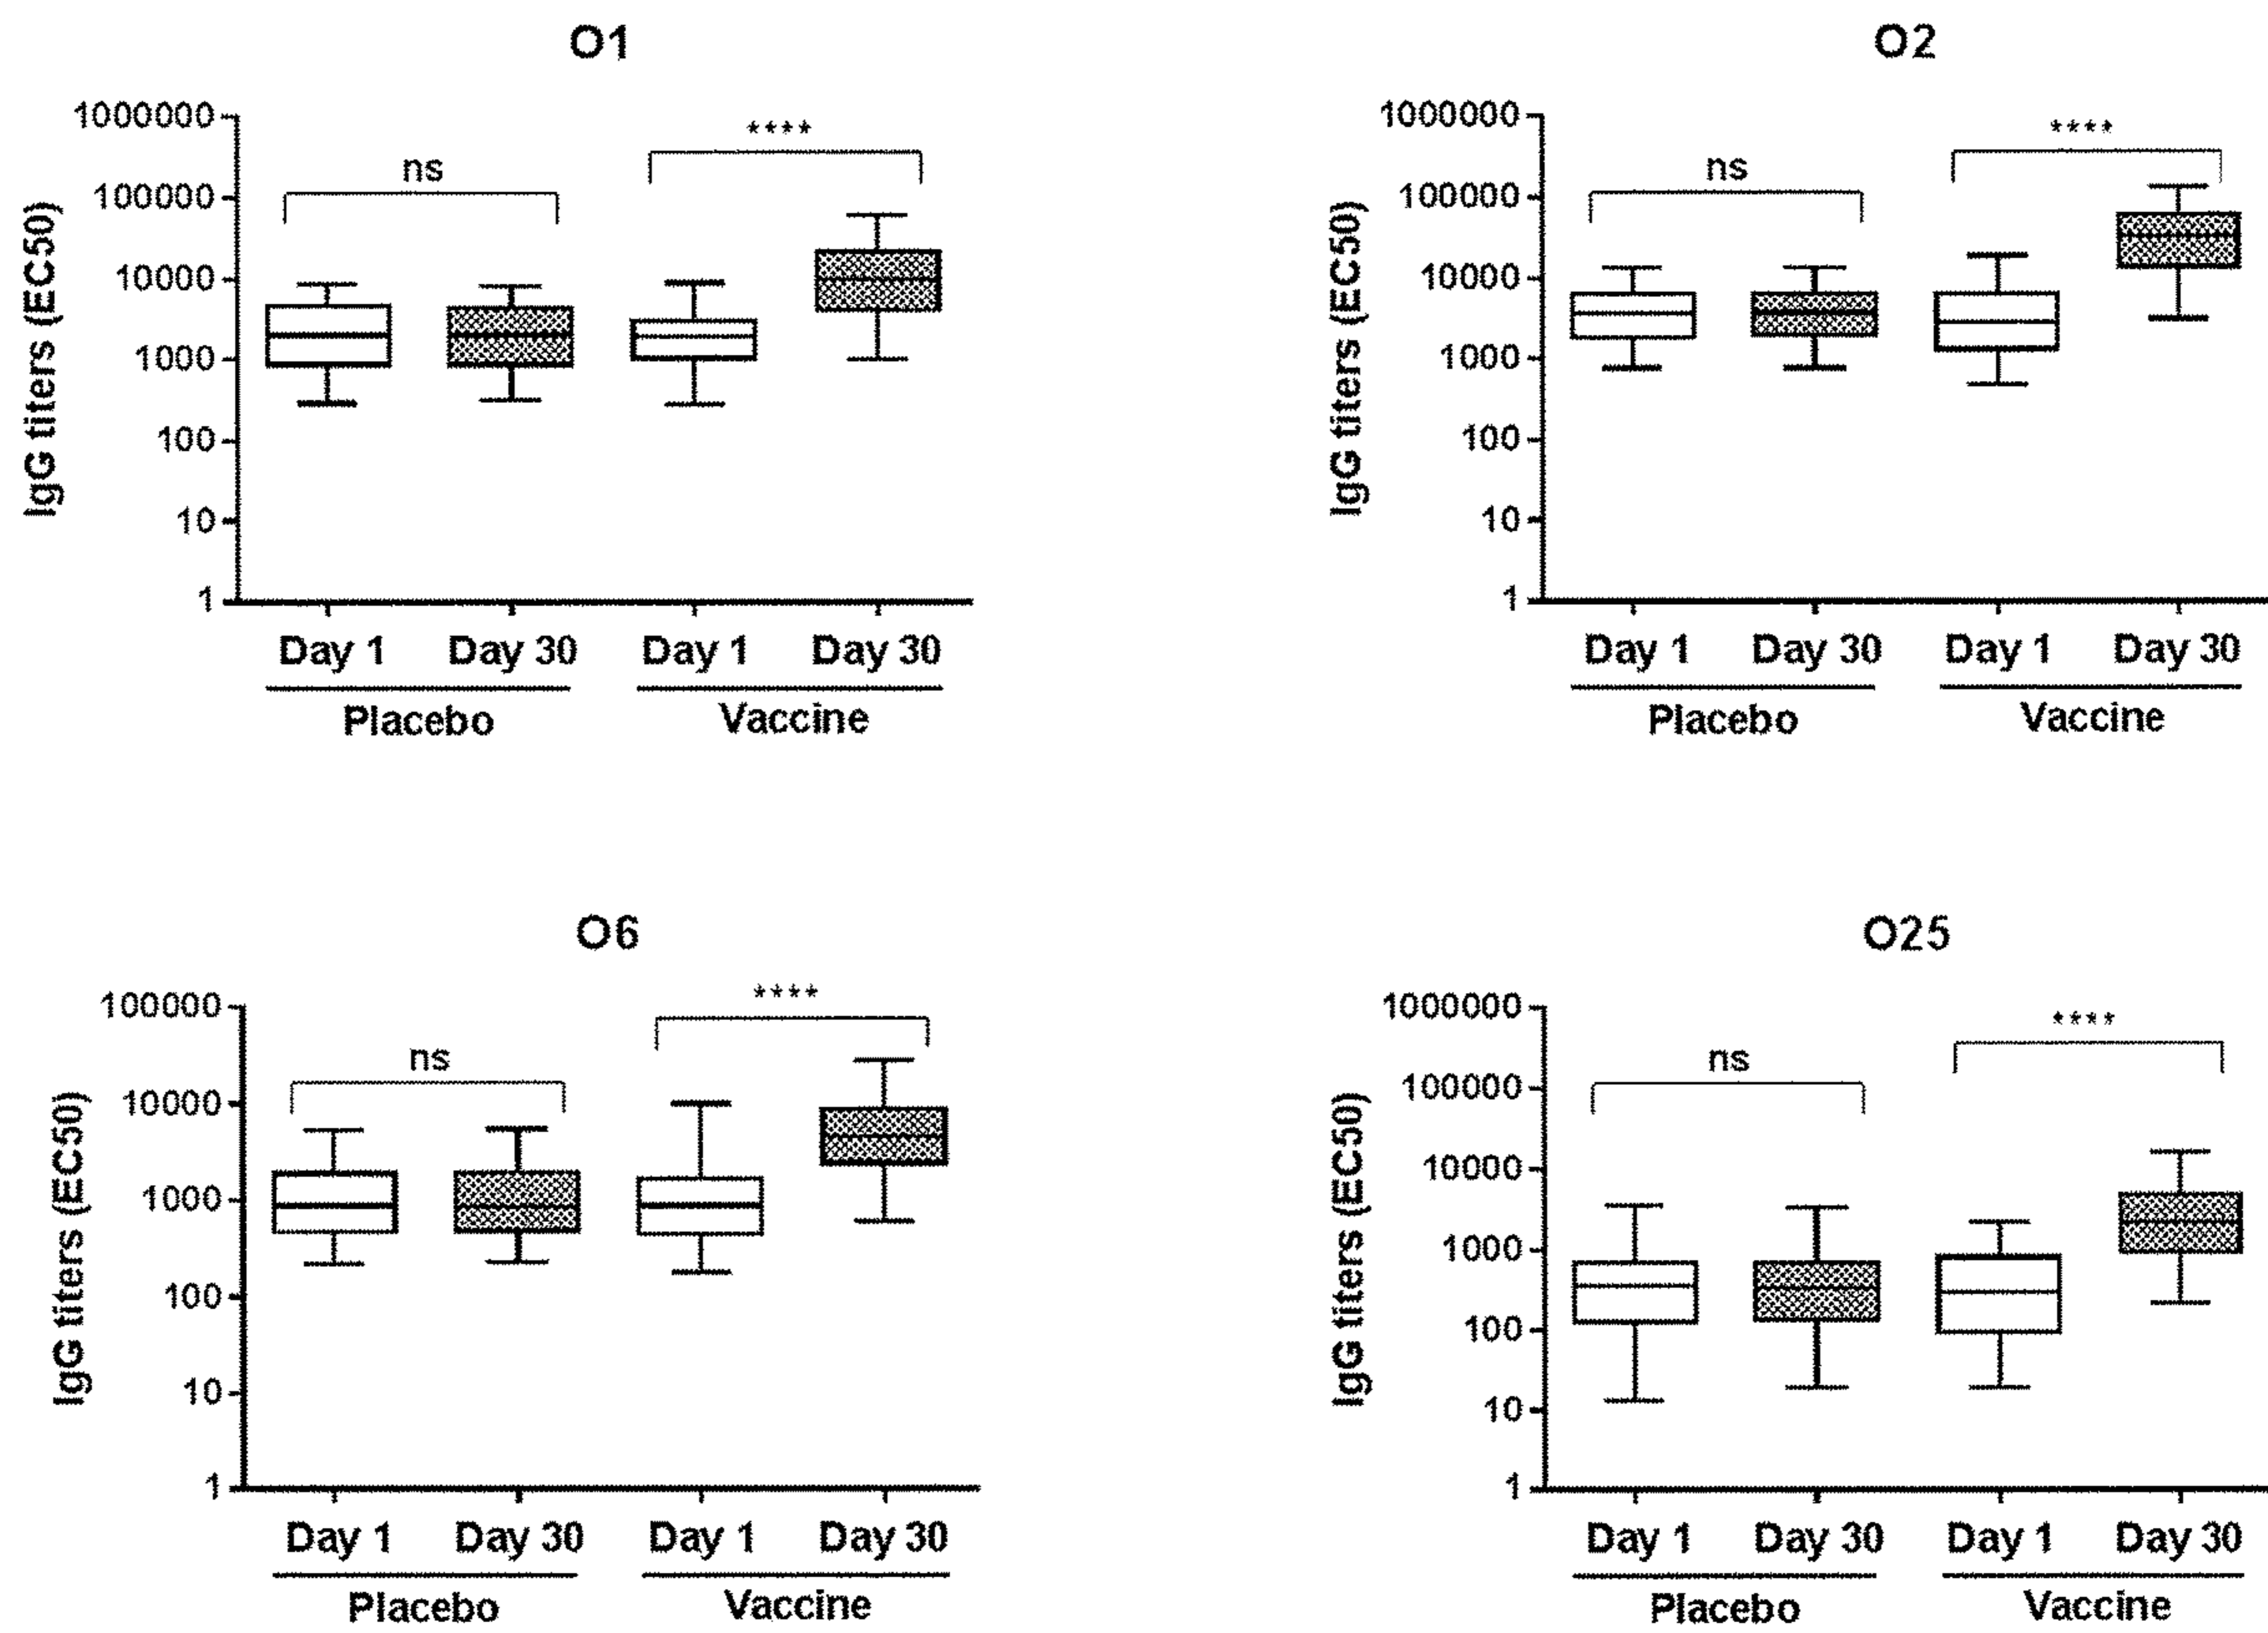 O1
IgG titers (EC50)
1000000
100000
10000
1000
100
10
1
ns
****
Day 1 Day 30 Day 1 Day 30
Placebo Vaccine
O2
IgG titers (EC50)
1000000
100000
10000
1000
100
10
1
ns
****
Day 1 Day 30 Day 1 Day 30
Placebo Vaccine
O6
IgG titers (EC50)
100000
10000
1000
100
10
1
ns
****
Day 1 Day 30 Day 1 Day 30
Placebo Vaccine
O25
IgG titers (EC50)
1000000
100000
10000
1000
100
10
1
ns
****
Day 1 Day 30 Day 1 Day 30
Placebo Vaccine